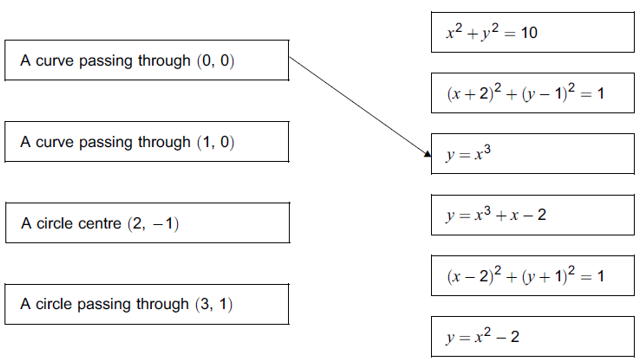 A curve passing through (0, 0)
A curve passing through (1, 0)
A circle centre (2, −1)
A circle passing through (3, 1)
x² + y² = 10
(x + 2)² + (y − 1)² = 1
y = x³
y = x³ + x − 2
(x − 2)² + (y + 1)² = 1
y = x² − 2